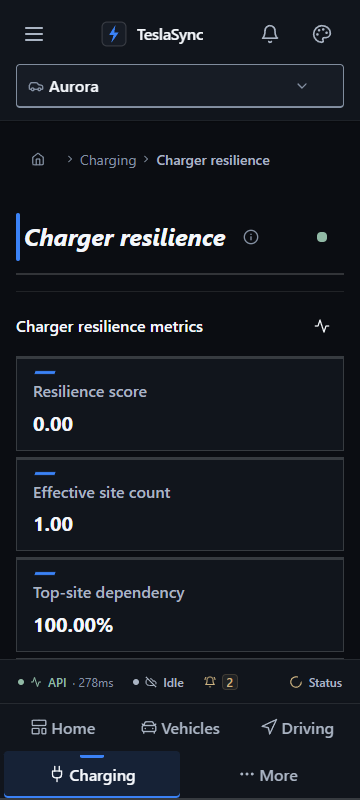 TeslaSync
Aurora
Charging Charger resilience
Charger resilience
Charger resilience metrics
Resilience score
0.00
Effective site count
1.00
Top-site dependency
100.00%
API · 278ms Idle 2 Status
Home Vehicles Driving
Charging More